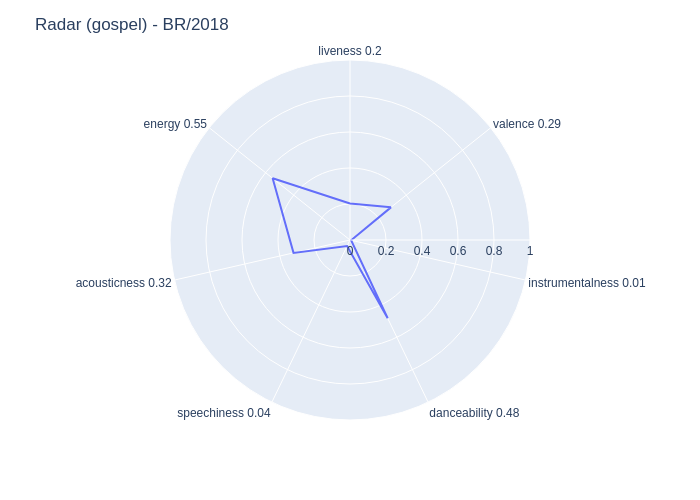 Radar (gospel) - BR/2018
liveness 0.2
energy 0.55
valence 0.29
0 0.2 0.4 0.6 0.8 1
acousticness 0.32
instrumentalness 0.01
speechiness 0.04
danceability 0.48